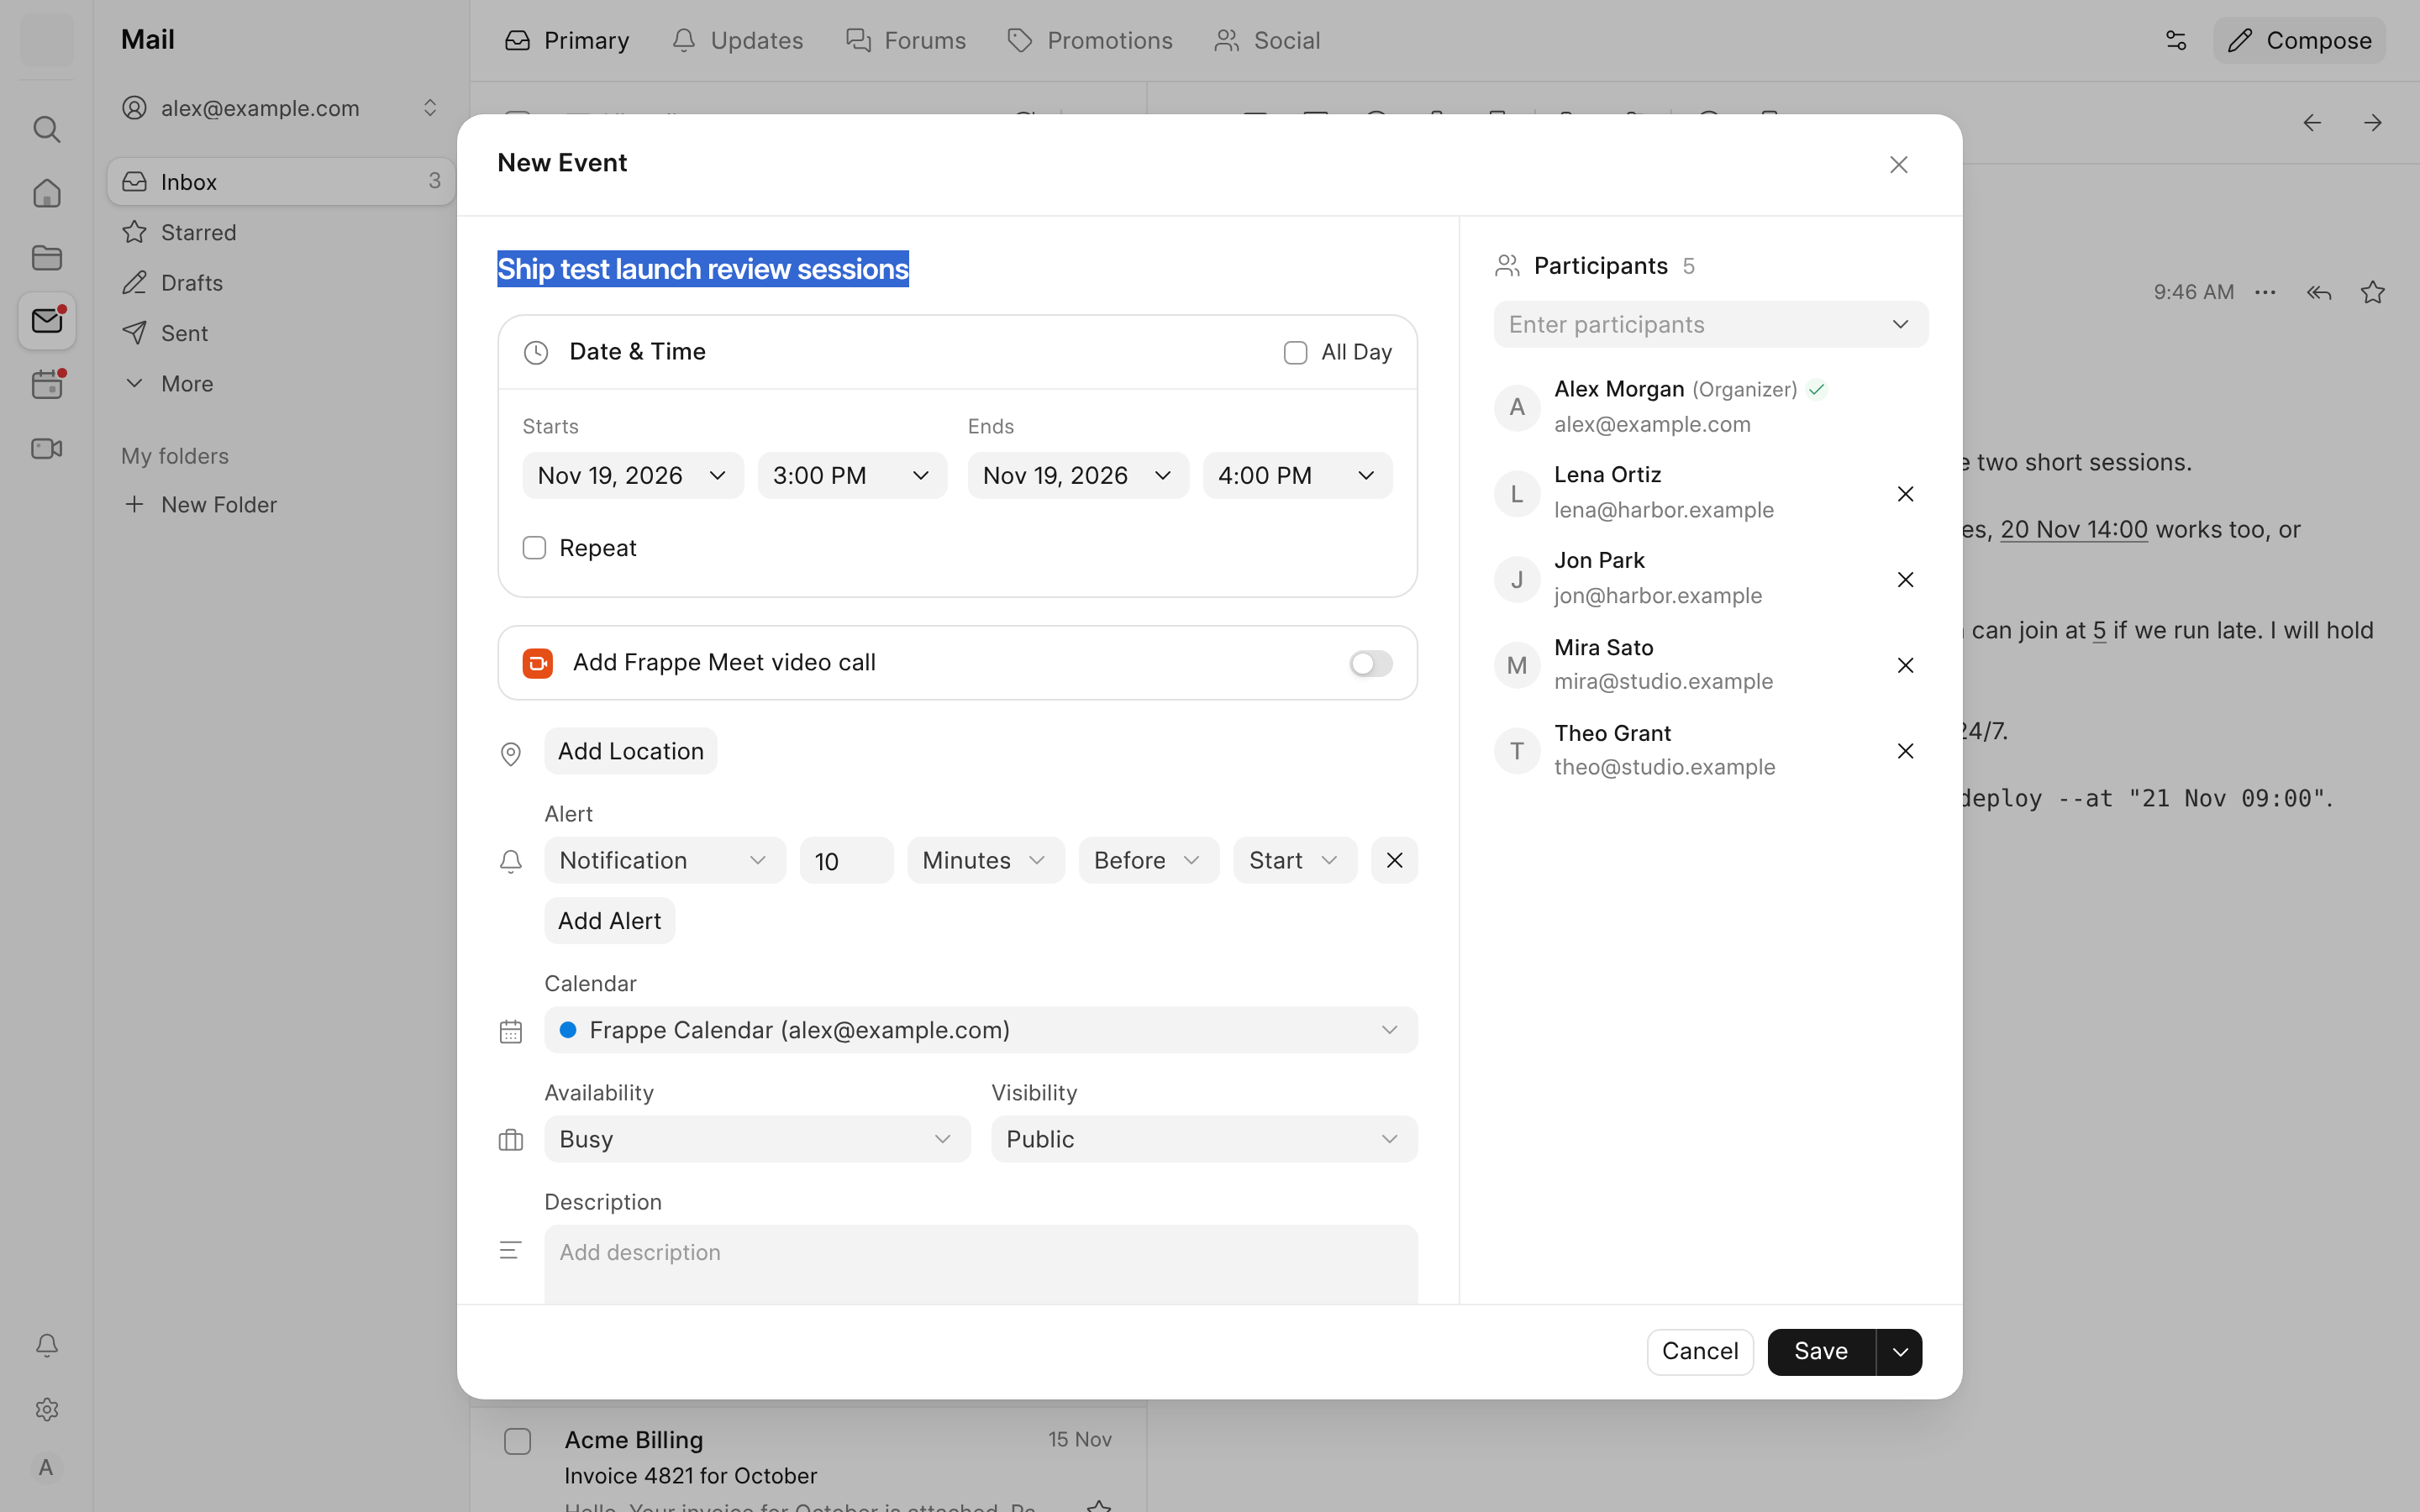 Mail
alex@example.com
Inbox 3
Starred
Drafts
Sent
More
My folders
New Folder
A
Primary Updates Forums Promotions Social
Compose
New Event
Ship test launch review sessions
Date & Time
All Day
Starts Ends
Nov 19, 2026 3:00 PM Nov 19, 2026 4:00 PM
Repeat
Add Frappe Meet video call
Add Location
Alert
Notification 10 Minutes Before Start
Add Alert
Calendar
Frappe Calendar (alex@example.com)
Availability Visibility
Busy Public
Description
Add description
Participants 5
Enter participants
A
Alex Morgan (Organizer)
alex@example.com
L
Lena Ortiz
lena@harbor.example
J
Jon Park
jon@harbor.example
M
Mira Sato
mira@studio.example
T
Theo Grant
theo@studio.example
Cancel Save
9:46 AM
two short sessions.
20 Nov 14:00 works too, or
can join at 5 if we run late. I will hold
24/7.
deploy --at "21 Nov 09:00".
Acme Billing 15 Nov
Invoice 4821 for October
Hello, Your invoice for October is attached.